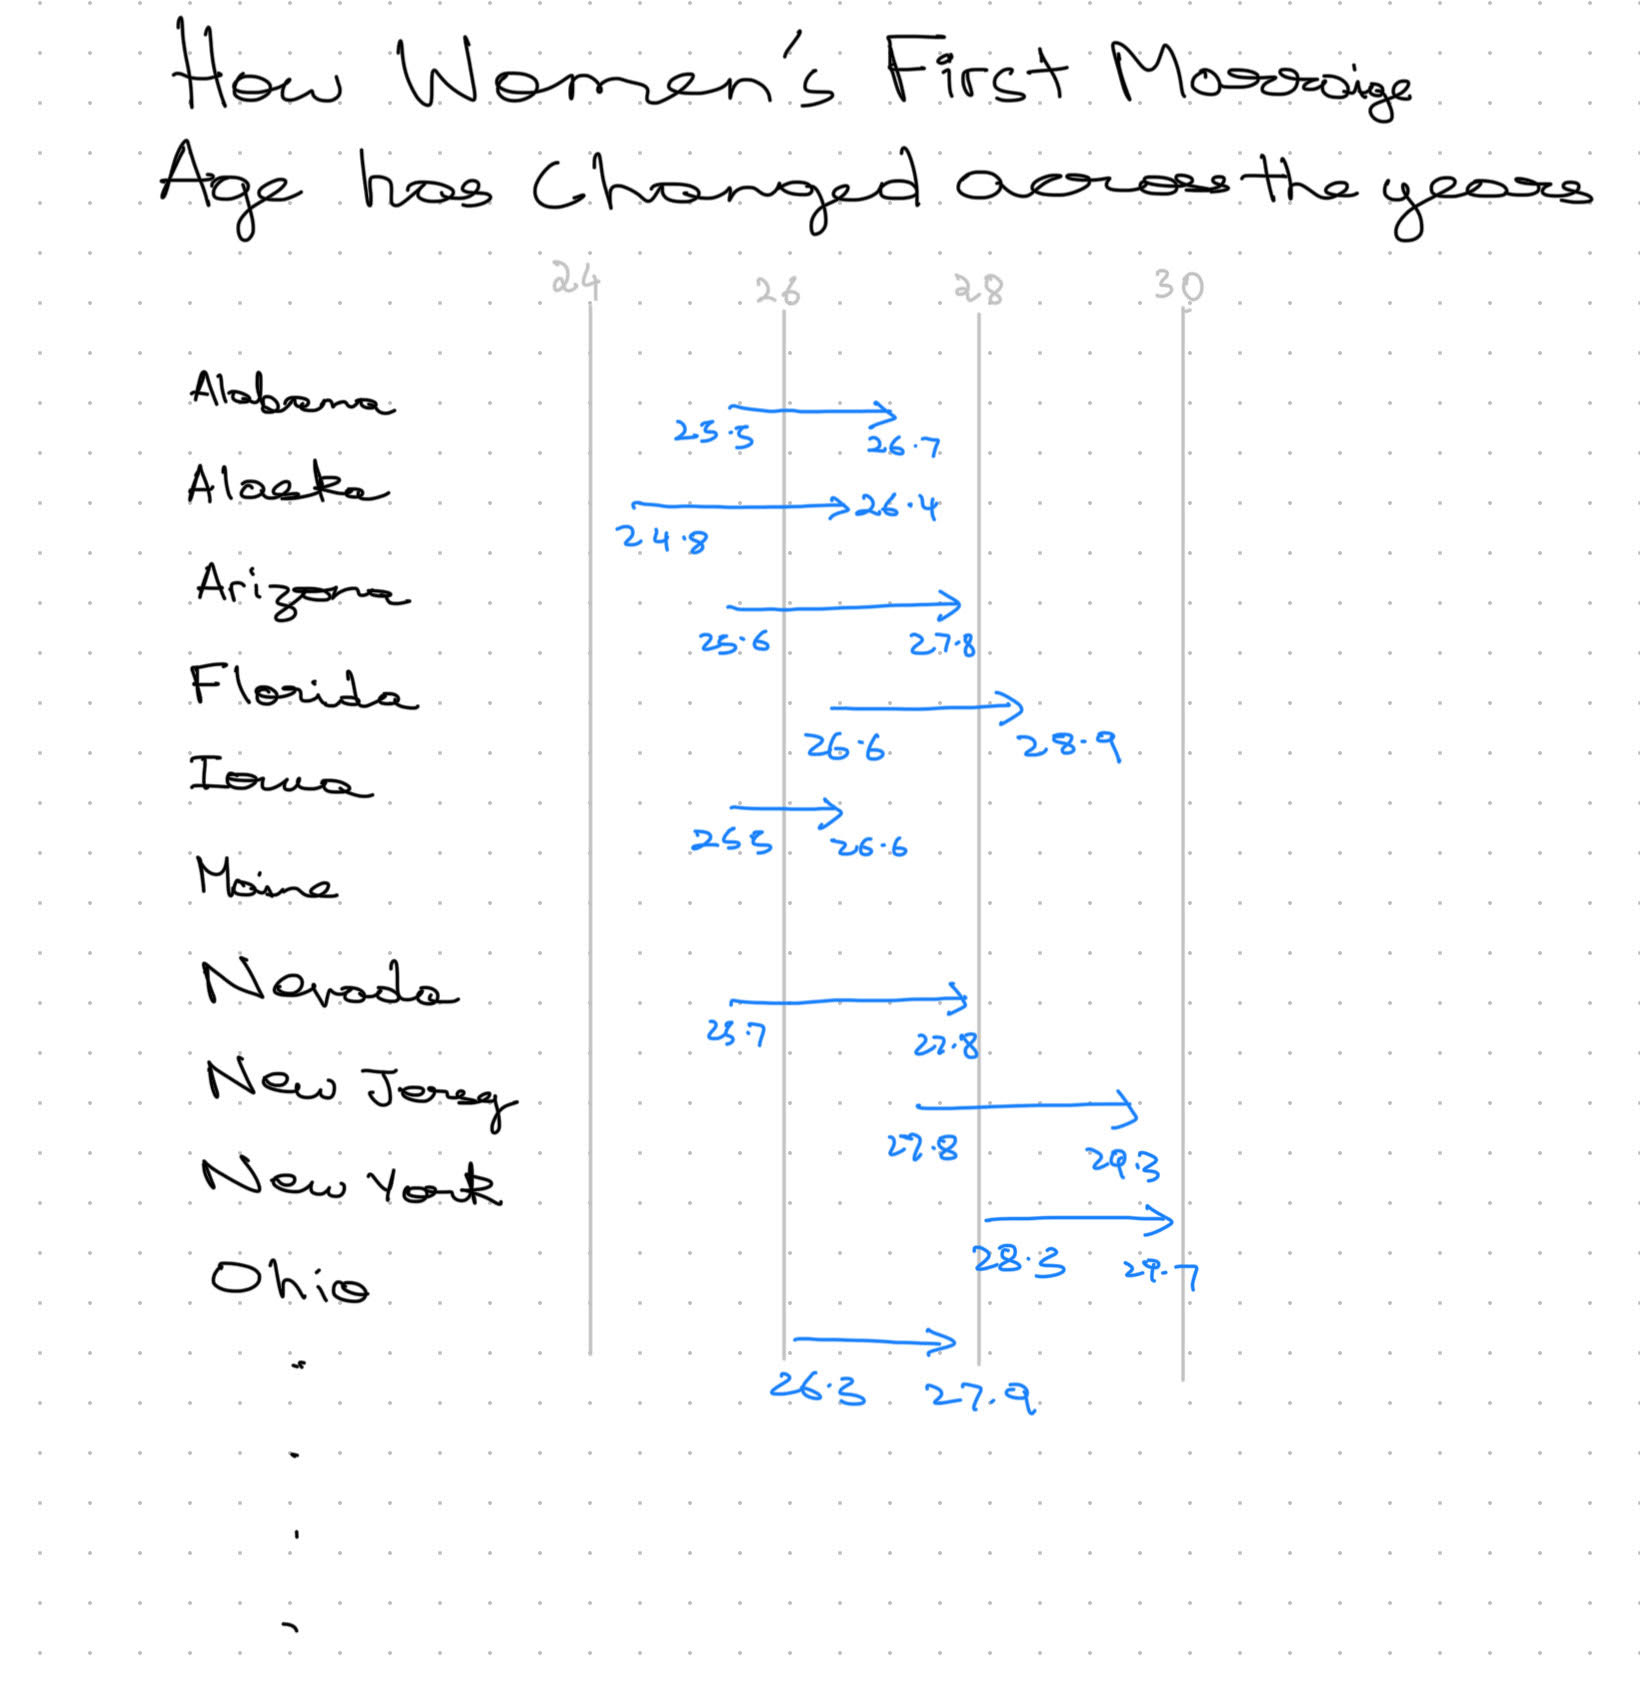 How Women's First Marraige
Age has Changed across the years
24 26 28 30
Alabama
25.5 26.7
Alaska
24.8 26.4
Arizona
25.6 27.8
Florida
26.6 28.9
Iowa
25.5 26.6
Maine
Nevada
25.7 27.8
New Jersey
27.8 29.3
New York
28.3 29.7
Ohio
26.3 27.9